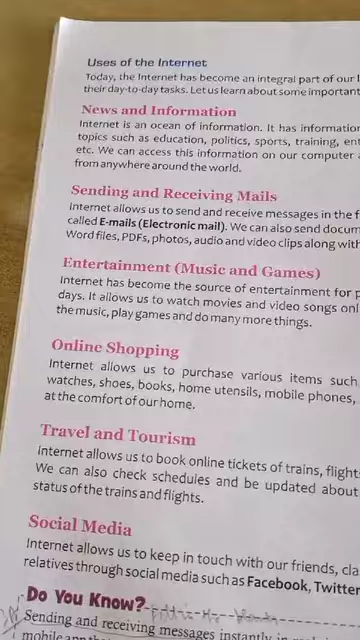 Uses of the Internet
Today, the Internet has become an integral part of our
their day-to-day tasks. Let us learn about some important
News and Information
Internet is an ocean of information. It has
topics such as education, politics, sports, training,
etc. We can access this information on our computer
from anywhere around the world.
Sending and Receiving Mails
Internet allows us to send and receive messages in the
called E-mails (Electronic mail). We can also send
Word files, PDFs, photos, audio and video clips along
Entertainment (Music and Games)
Internet has become the source of entertainment for
days. It allows us to watch movies and video songs
the music, play games and do many more things.
Online Shopping
Internet allows us to purchase various items such
watches, shoes, books, home utensils, mobile phones,
at the comfort of our home.
Travel and Tourism
Internet allows us to book online tickets of trains,
We can also check schedules and be updated about
status of the trains and flights.
Social Media
Internet allows us to keep in touch with our friends,
relatives through social media such as Facebook, Twitter
Do You Know?
Sending and receiving messages instantly
mobile app